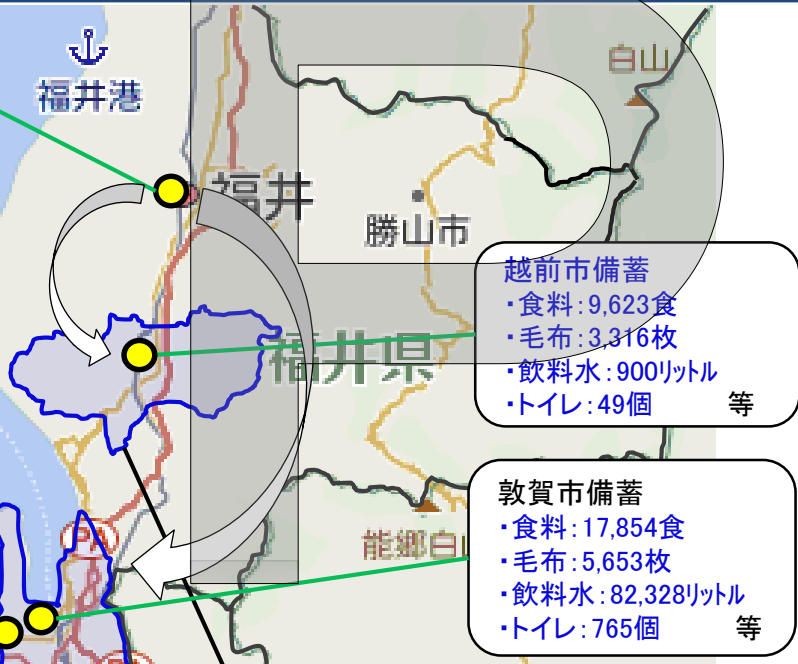 福井港
白山
福井
勝山市
越前市備蓄
・食料：9,623食
・毛布：3,316枚
・飲料水：900リットル
・トイレ：49個 等
福井県
敦賀市備蓄
・食料：17,854食
・毛布：5,653枚
・飲料水：82,328リットル
・トイレ：765個 等
能郷白山
PA